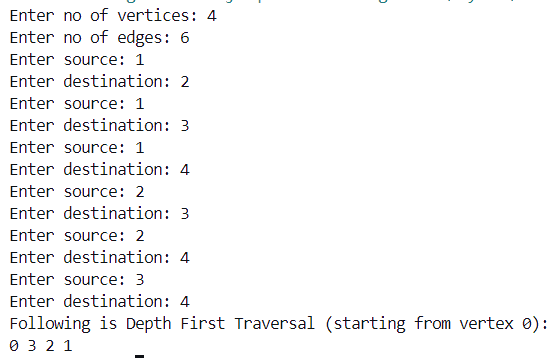 Enter no of vertices: 4
Enter no of edges: 6
Enter source: 1
Enter destination: 2
Enter source: 1
Enter destination: 3
Enter source: 1
Enter destination: 4
Enter source: 2
Enter destination: 3
Enter source: 2
Enter destination: 4
Enter source: 3
Enter destination: 4
Following is Depth First Traversal (starting from vertex 0):
0 3 2 1